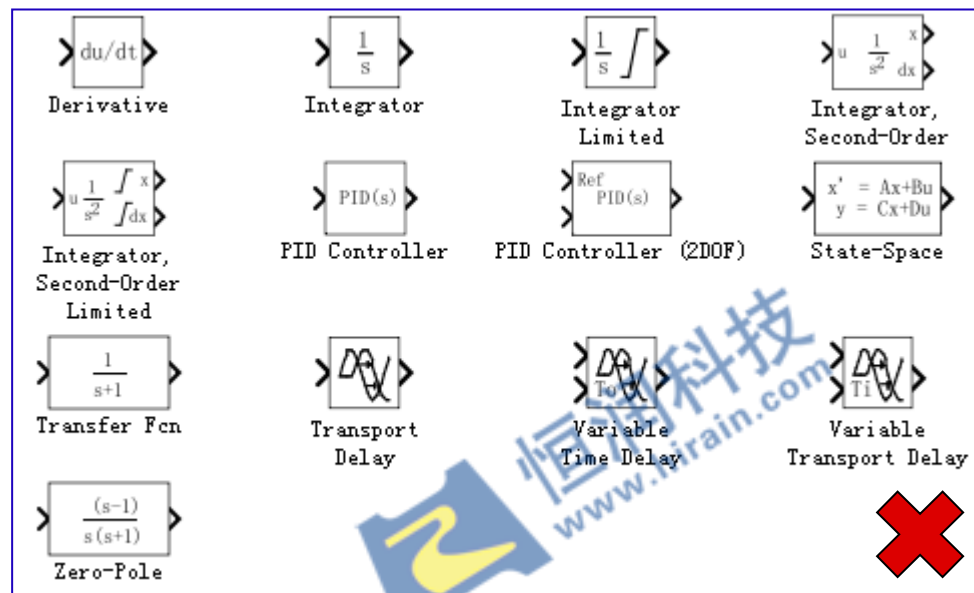 du/dt
Derivative
1
s
Integrator
1
s
Integrator
Limited
u 1 x
s² dx
Integrator,
Second-Order
u 1 x
s² dx
Integrator,
Second-Order
Limited
PID(s)
PID Controller
Ref
PID(s)
PID Controller (2DOF)
x' = Ax+Bu
y = Cx+Du
State-Space
1
s+1
Transfer Fcn
Transport
Delay
To
Variable
Time Delay
Ti
Variable
Transport Delay
(s-1)
s(s+1)
Zero-Pole
恒润科技
www.hirain.com